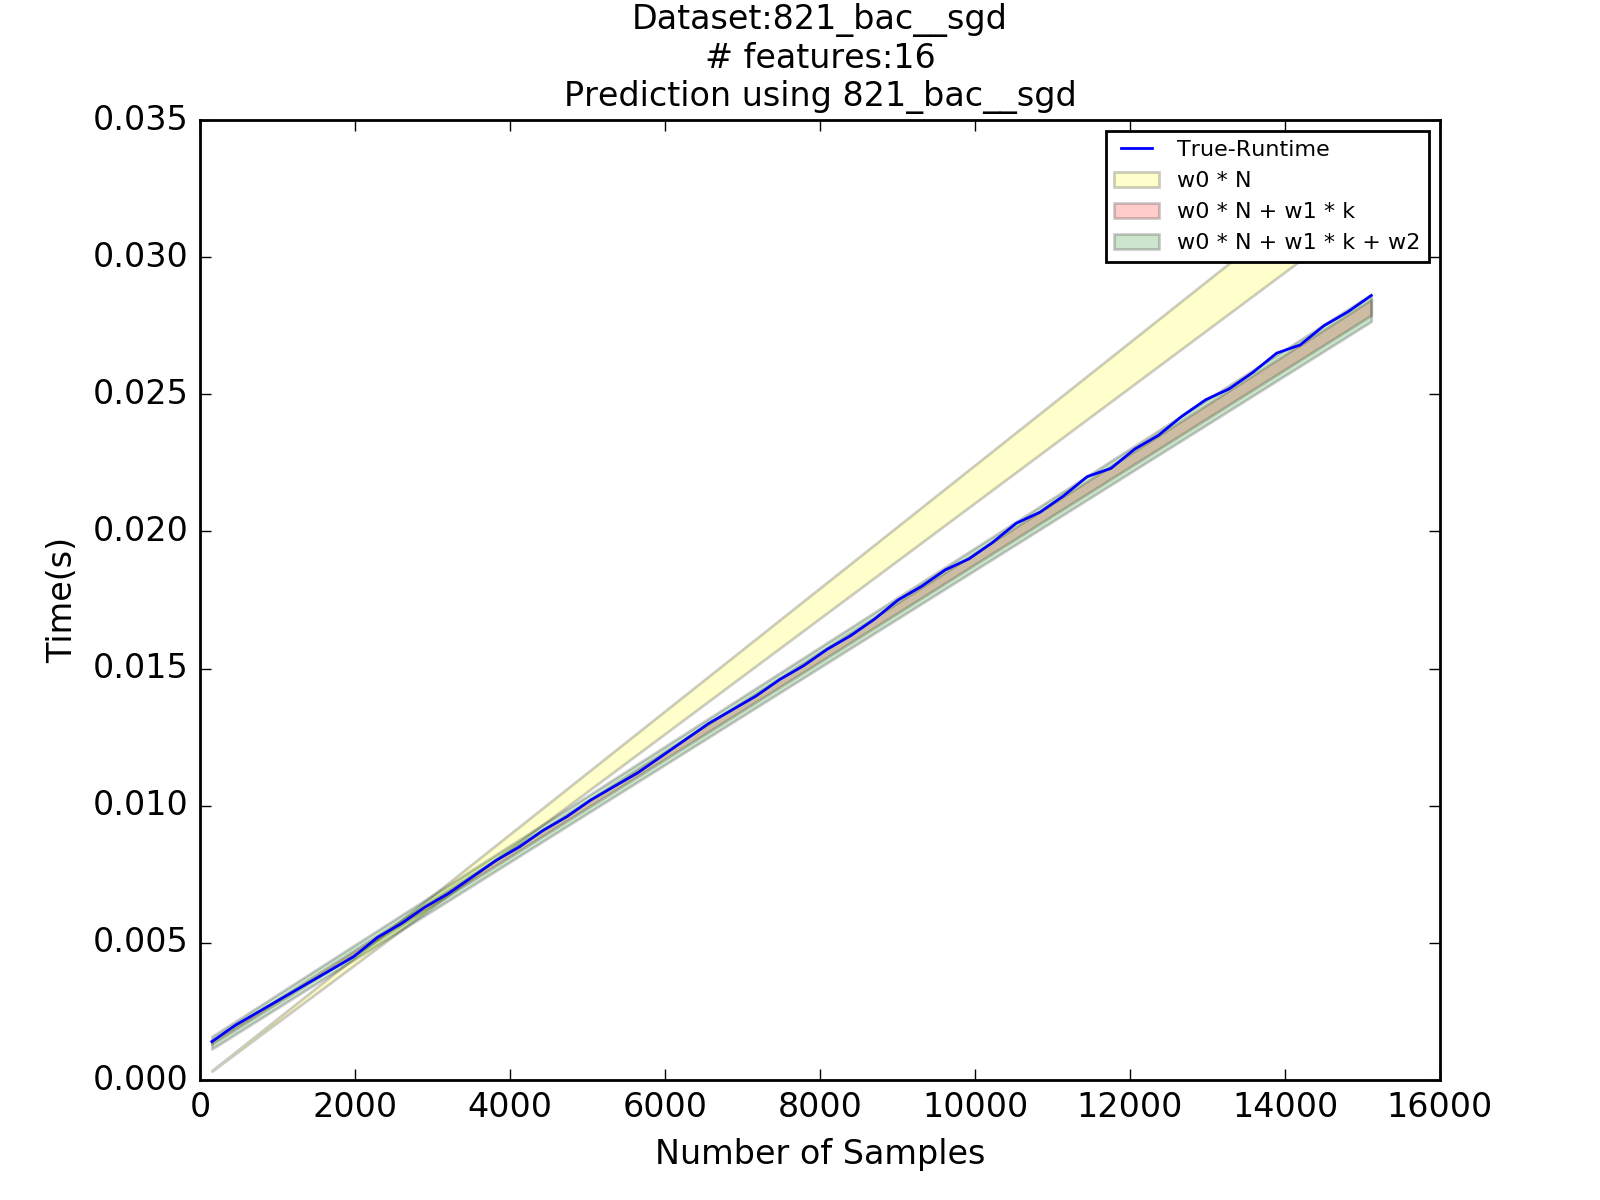 Dataset:821_bac__sgd
# features:16
Prediction using 821_bac__sgd
0.035
0.030
0.025
0.020
0.015
0.010
0.005
0.000
Time(s)
True-Runtime
w0 * N
w0 * N + w1 * k
w0 * N + w1 * k + w2
0 2000 4000 6000 8000 10000 12000 14000 16000
Number of Samples